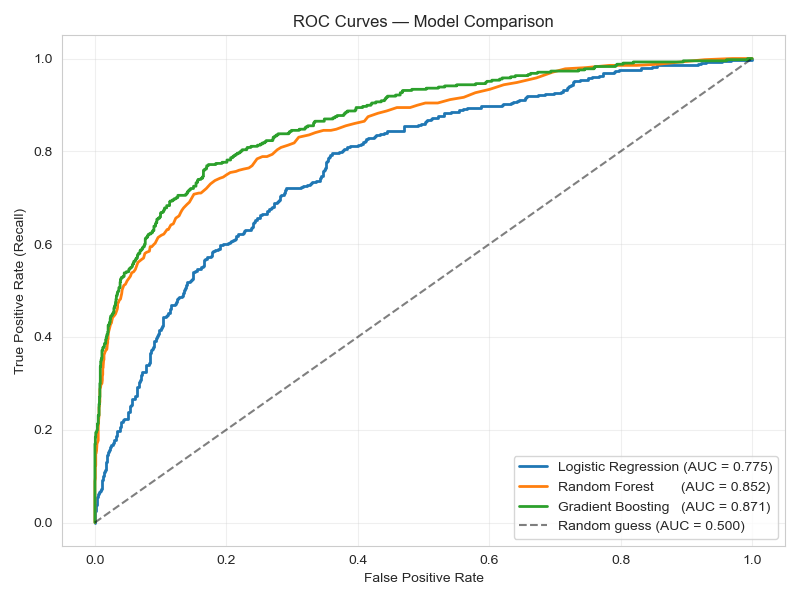 ROC Curves — Model Comparison
True Positive Rate (Recall)
1.0
0.8
0.6
0.4
0.2
0.0
0.0 0.2 0.4 0.6 0.8 1.0
False Positive Rate
Logistic Regression (AUC = 0.775)
Random Forest (AUC = 0.852)
Gradient Boosting (AUC = 0.871)
Random guess (AUC = 0.500)